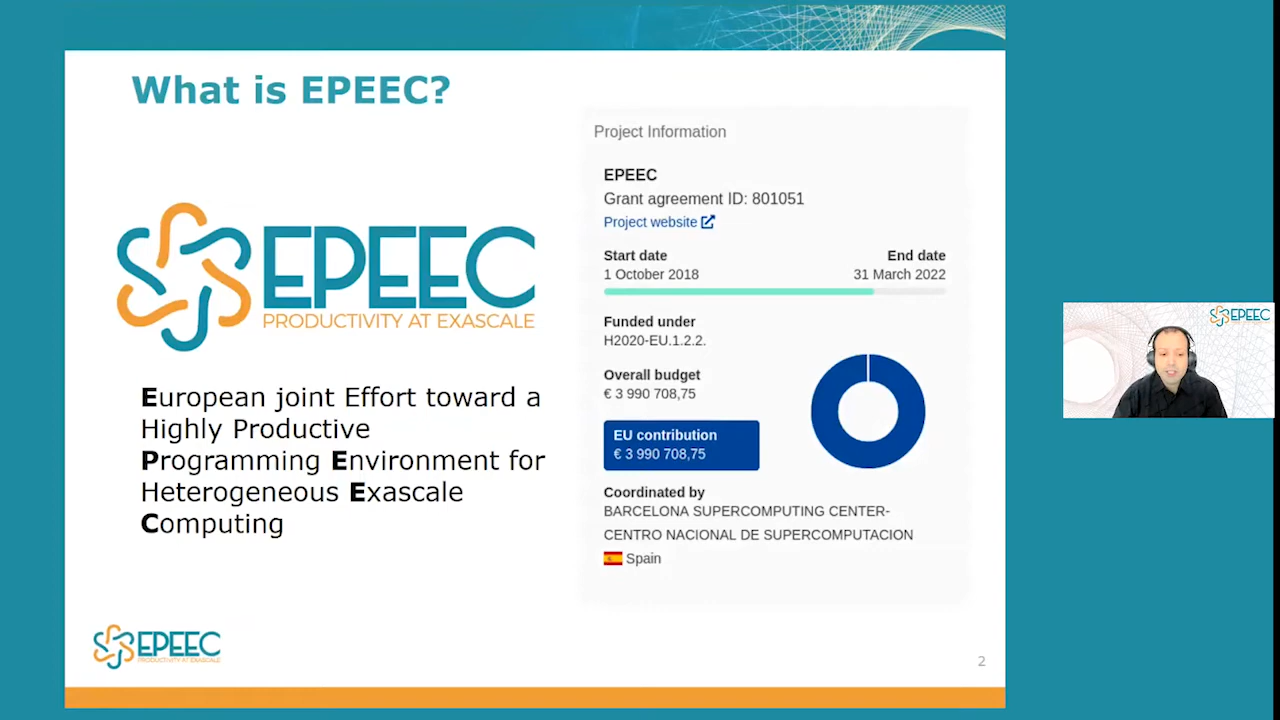 What is EPEEC?
EPEEC
PRODUCTIVITY AT EXASCALE
European joint Effort toward a
Highly Productive
Programming Environment for
Heterogeneous Exascale
Computing
Project Information
EPEEC
Grant agreement ID: 801051
Project website
Start date
End date
1 October 2018
31 March 2022
Funded under
H2020-EU.1.2.2.
Overall budget
€ 3 990 708,75
EU contribution
€ 3 990 708,75
Coordinated by
BARCELONA SUPERCOMPUTING CENTER-
CENTRO NACIONAL DE SUPERCOMPUTACION
Spain
EPEEC
PRODUCTIVITY AT EXASCALE
2
EPEEC